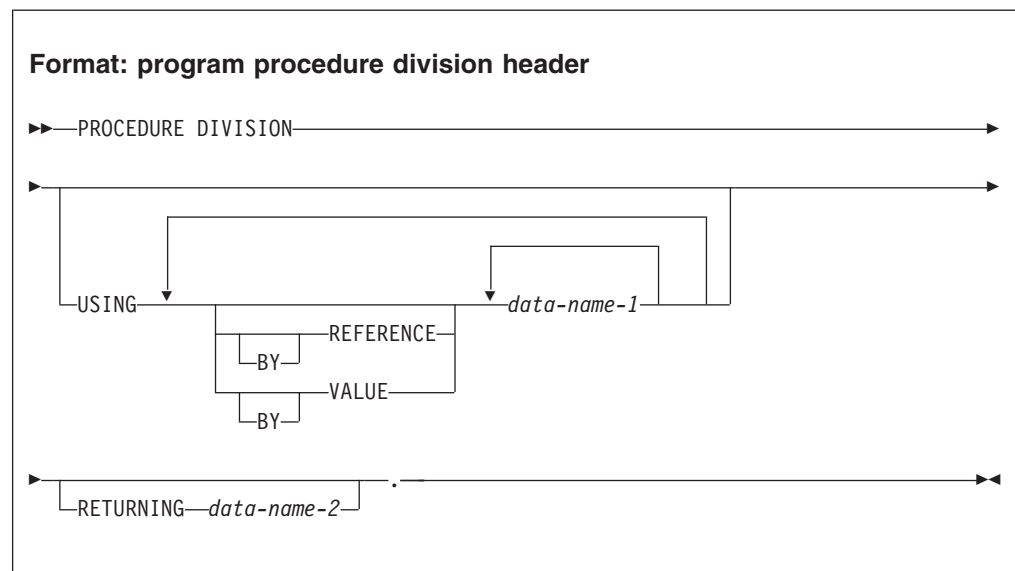 Format: program procedure division header
PROCEDURE DIVISION
USING data-name-1
REFERENCE
BY
VALUE
BY
.
RETURNING data-name-2